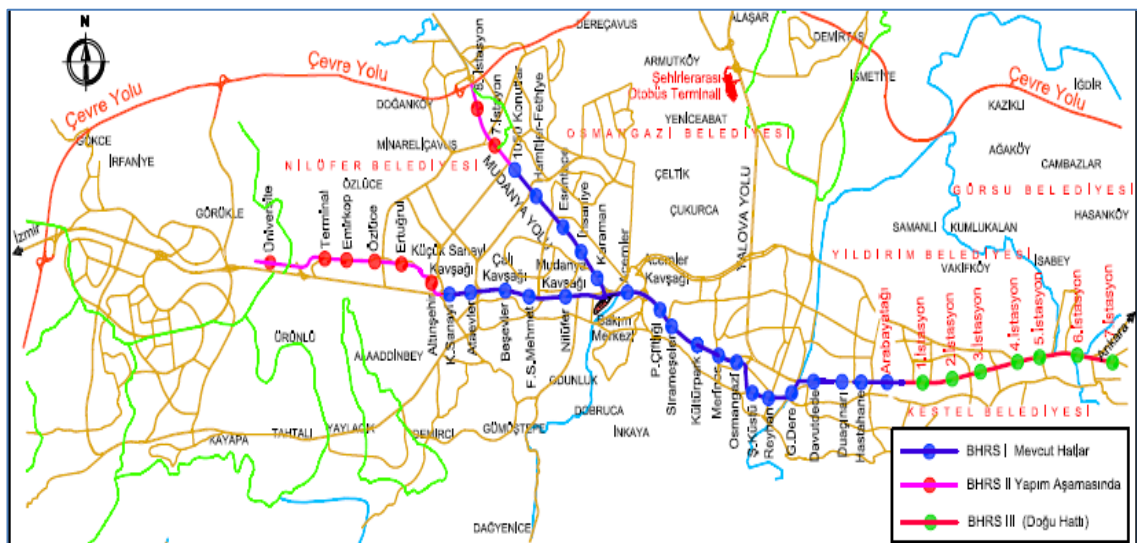 N
DEREÇAVUŞ
ALAŞAR
DEMİRTAŞ
Çevre Yolu
8. İstasyon
7.İstasyon
1050 Konutlar
Hamitler-Fethiye
ARMUTKÖY
Şehirlerarası
Otobüs Terminali
İSMETİYE
Çevre Yolu
İĞDİR
KAZIKLI
DOĞANKÖY
YENİCEABAT
OSMANGAZİ BELEDİYESİ
Çevre Yolu
GÖKÇE
İRFANİYE
MİNARELİÇAVUŞ
NİLÜFER BELEDİYESİ
MUDANYA YOLU
Esentepe
İhsaniye
Karaman
Acemler
ÇELTİK
ÇUKURCA
YALOVA YOLU
AĞAKÖY
CAMBAZLAR
GÜRSU BELEDİYESİ
HASANKÖY
SAMANLI
KUMLUKALAN
YILDIRIM BELEDİYESİ
VAKIFKÖY
İSABEY
GÖRÜKLE
ÖZLÜCE
İzmir
Üniversite
Terminal
Emirkop
Özlüce
Ertuğrul
Küçük Sanayi
Kavşağı
Çalı
Kavşağı
Mudanya
Kavşağı
Acemler
Kavşağı
Altınşehir
K.Sanayi
Ataevler
Beşevler
F.S.Mehmet
Nilüfer
Bakım
Merkezi
P.Çiftliği
Sırameşeler
Kültürpark
Merinos
Osmangazi
Ş.Küstü
Reyhan
G.Dere
Davutdede
Duaçınarı
Hastahane
Arabayatağı
1.İstasyon
2.İstasyon
3.İstasyon
4.İstasyon
5.İstasyon
6.İstasyon
7.İstasyon
Ankara
KESTEL BELEDİYESİ
ÜRÜNLÜ
ALAADDİNBEY
ODUNLUK
DOBRUCA
İNKAYA
KAYAPA
TAHTALI
YAYLACIK
DEMİRCİ
GÜMÜŞTEPE
DAĞYENİCE
BHRS I Mevcut Hatlar
BHRS II Yapım Aşamasında
BHRS III (Doğu Hattı)